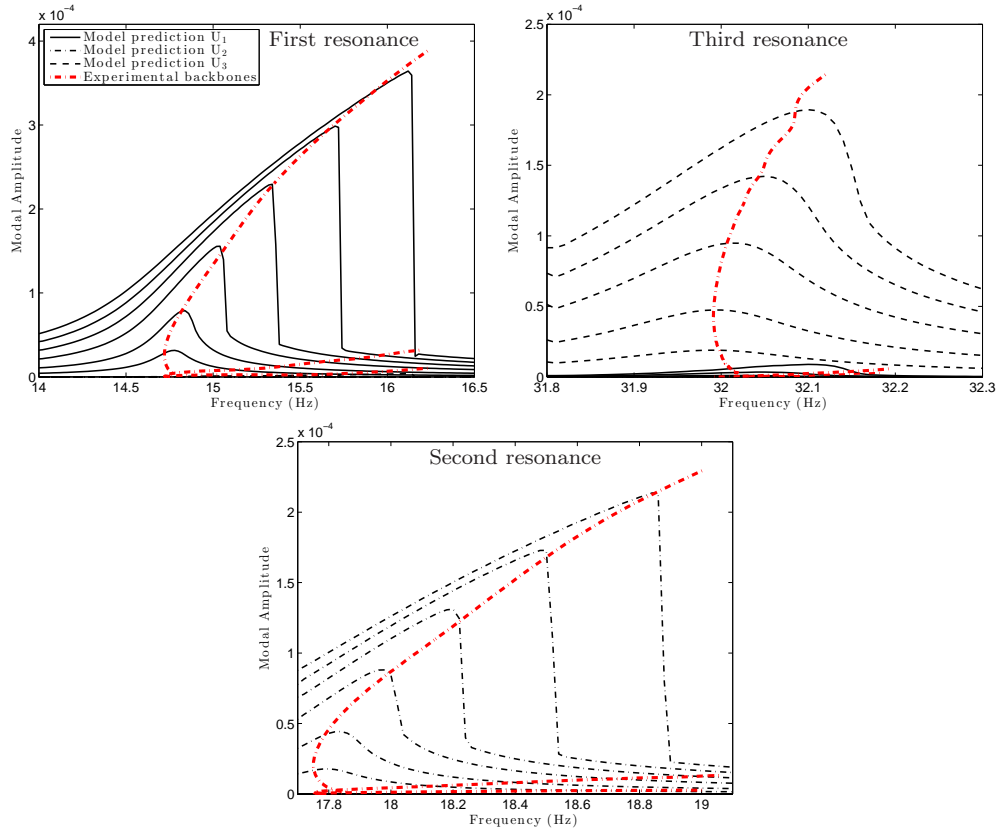 x 10⁻⁴
First resonance
Model prediction U₁
Model prediction U₂
Model prediction U₃
Experimental backbones
Modal Amplitude
4
3
2
1
0
14
14.5
15
15.5
16
16.5
Frequency (Hz)
x 10⁻⁴
Third resonance
Modal Amplitude
2.5
2
1.5
1
0.5
0
31.8
31.9
32
32.1
32.2
32.3
Frequency (Hz)
x 10⁻⁴
Second resonance
Modal Amplitude
2.5
2
1.5
1
0.5
0
17.8
18
18.2
18.4
18.6
18.8
19
Frequency (Hz)